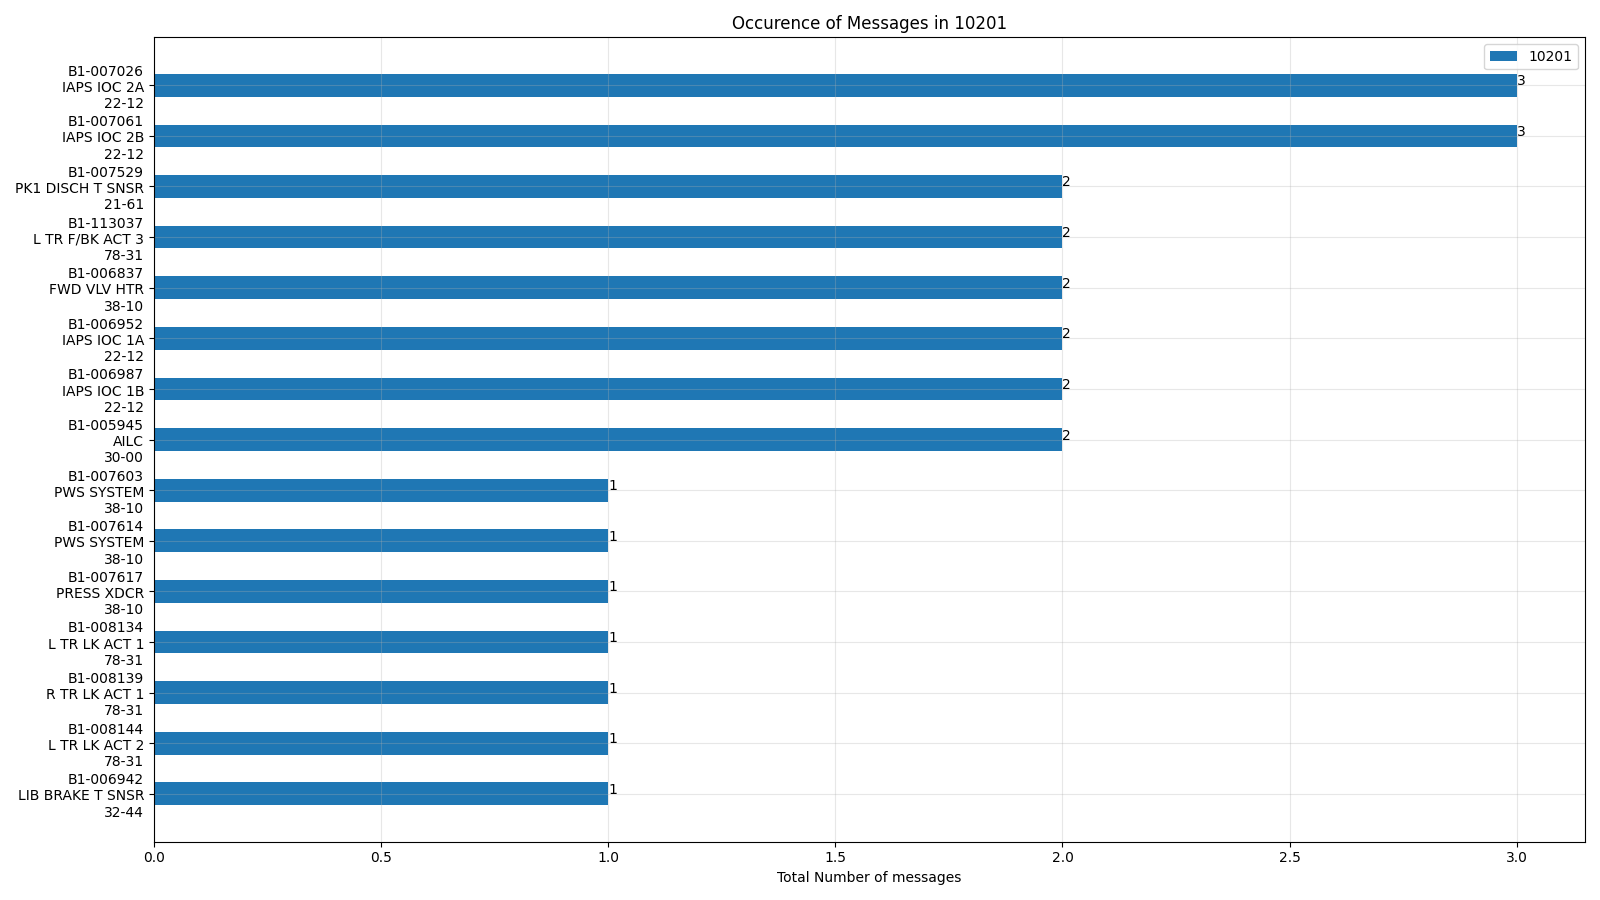 Occurence of Messages in 10201
10201
B1-007026
IAPS IOC 2A
22-12
3
B1-007061
IAPS IOC 2B
22-12
3
B1-007529
PK1 DISCH T SNSR
21-61
2
B1-113037
L TR F/BK ACT 3
78-31
2
B1-006837
FWD VLV HTR
38-10
2
B1-006952
IAPS IOC 1A
22-12
2
B1-006987
IAPS IOC 1B
22-12
2
B1-005945
AILC
30-00
2
B1-007603
PWS SYSTEM
38-10
1
B1-007614
PWS SYSTEM
38-10
1
B1-007617
PRESS XDCR
38-10
1
B1-008134
L TR LK ACT 1
78-31
1
B1-008139
R TR LK ACT 1
78-31
1
B1-008144
L TR LK ACT 2
78-31
1
B1-006942
LIB BRAKE T SNSR
32-44
1
0.0 0.5 1.0 1.5 2.0 2.5 3.0
Total Number of messages